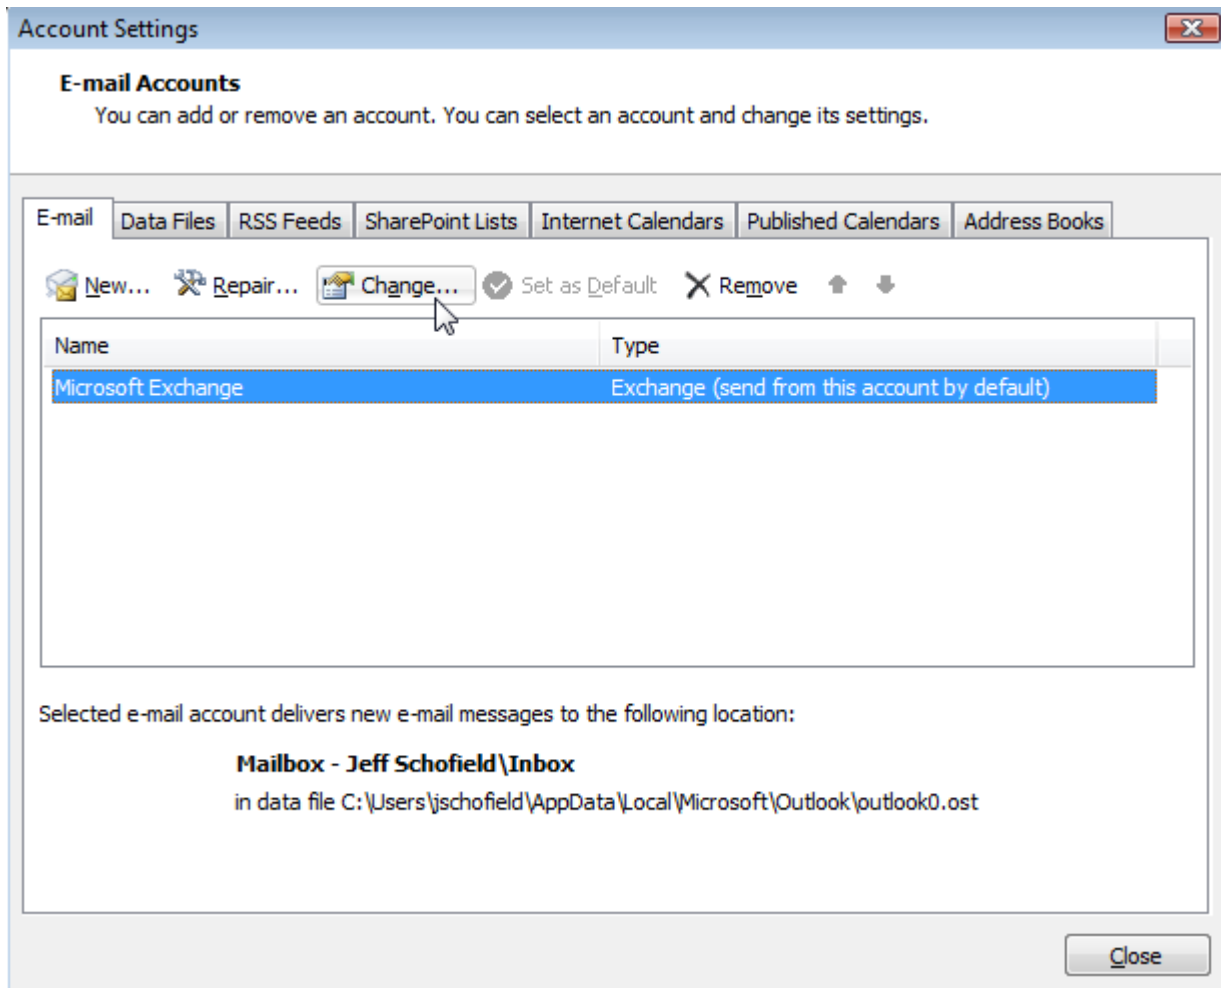 Account Settings
E-mail Accounts
You can add or remove an account. You can select an account and change its settings.
E-mail Data Files RSS Feeds SharePoint Lists Internet Calendars Published Calendars Address Books
New... Repair... Change... Set as Default Remove
Name Type
Microsoft Exchange Exchange (send from this account by default)
Selected e-mail account delivers new e-mail messages to the following location:
Mailbox - Jeff Schofield\Inbox
in data file C:\Users\jschofield\AppData\Local\Microsoft\Outlook\outlook0.ost
Close